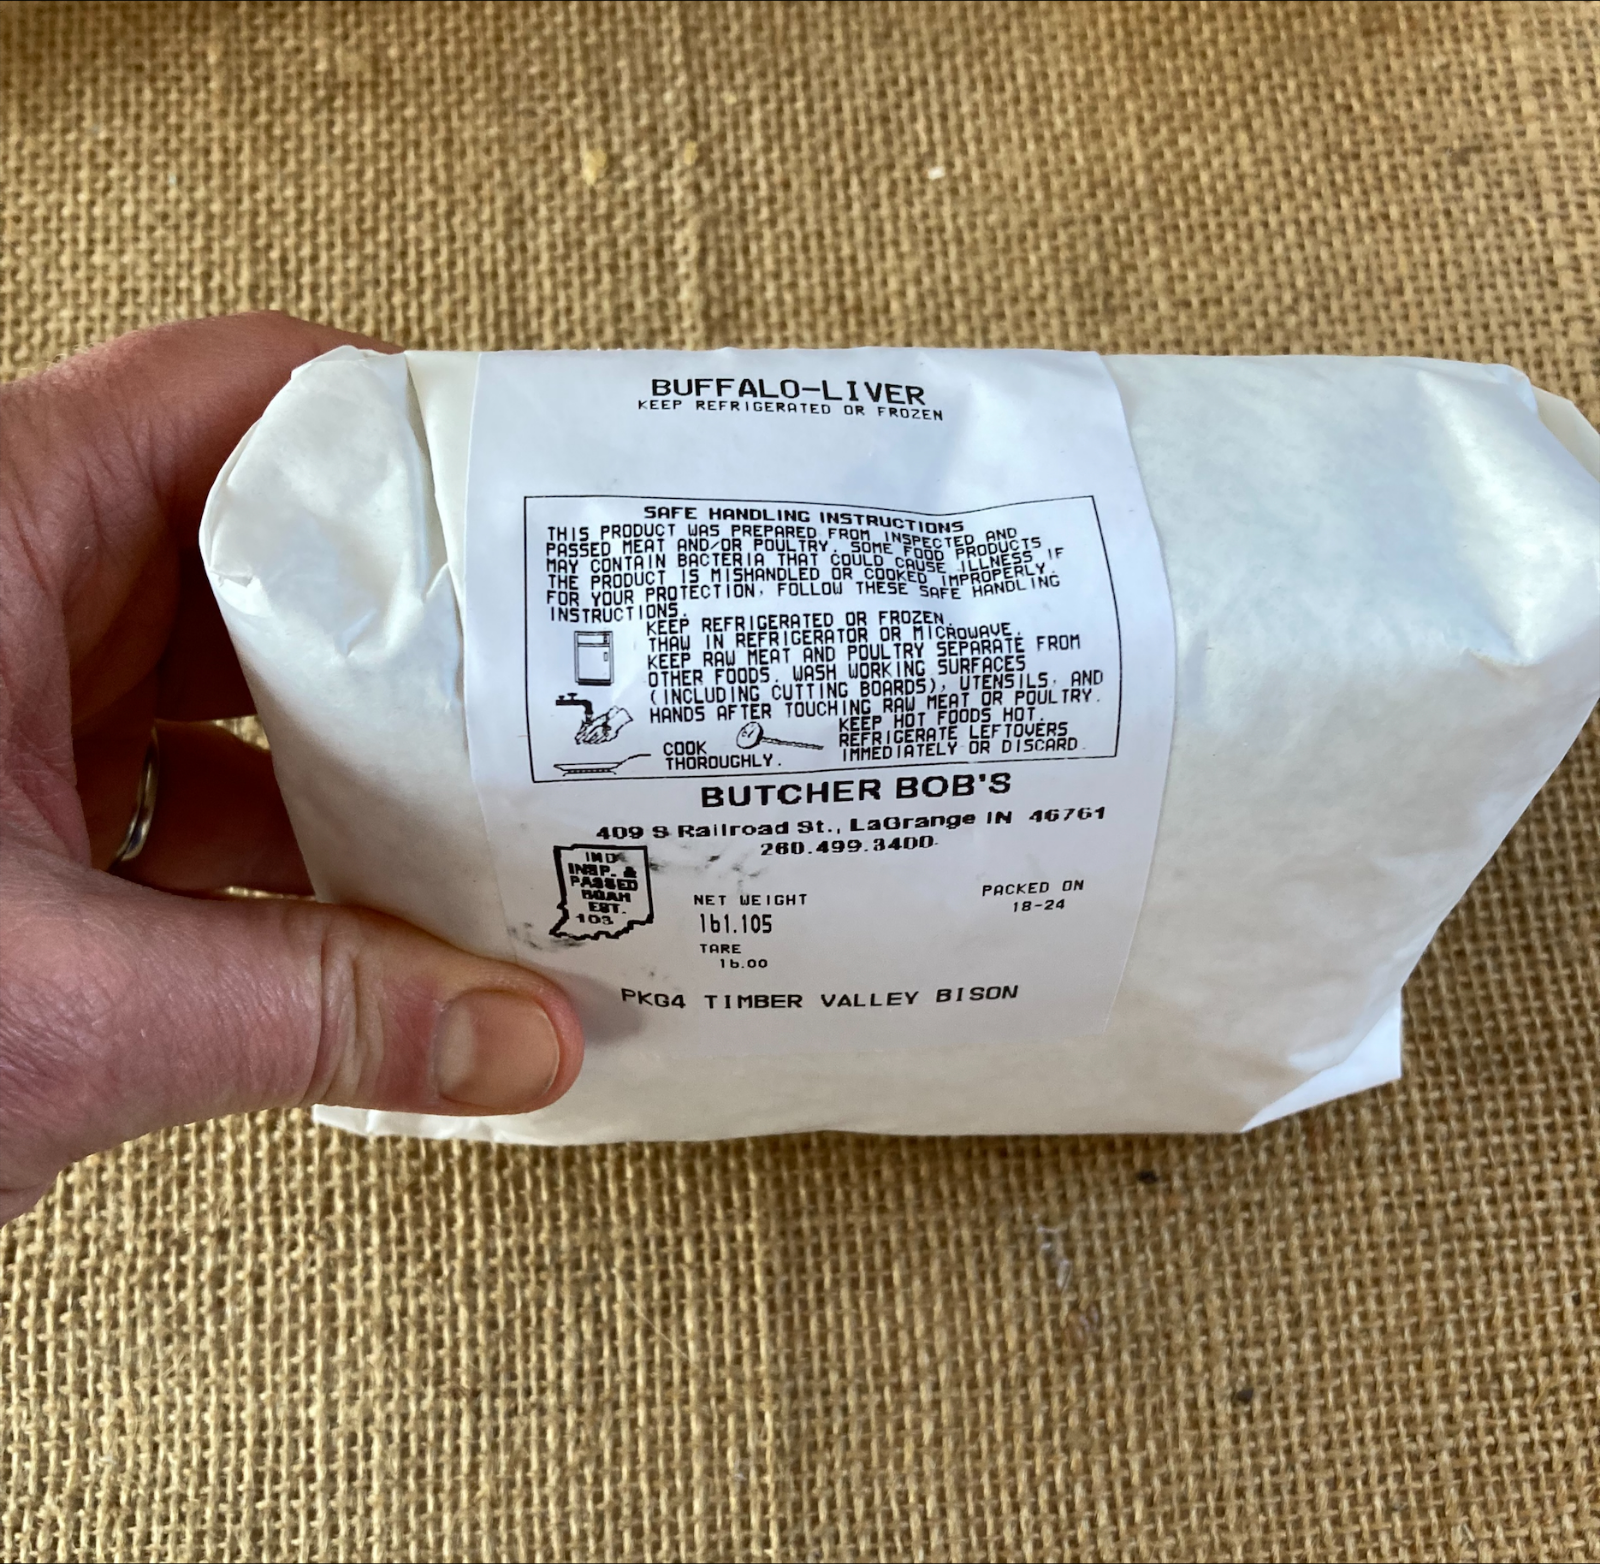 BUFFALO-LIVER
KEEP REFRIGERATED OR FROZEN
SAFE HANDLING INSTRUCTIONS
THIS PRODUCT WAS PREPARED FROM INSPECTED AND
PASSED MEAT AND/OR POULTRY. SOME FOOD PRODUCTS
MAY CONTAIN BACTERIA THAT COULD CAUSE ILLNESS IF
THE PRODUCT IS MISHANDLED OR COOKED IMPROPERLY.
FOR YOUR PROTECTION, FOLLOW THESE SAFE HANDLING
INSTRUCTIONS.
KEEP REFRIGERATED OR FROZEN.
THAW IN REFRIGERATOR OR MICROWAVE.
KEEP RAW MEAT AND POULTRY SEPARATE FROM
OTHER FOODS. WASH WORKING SURFACES
(INCLUDING CUTTING BOARDS), UTENSILS, AND
HANDS AFTER TOUCHING RAW MEAT OR POULTRY.
COOK
THOROUGHLY.
KEEP HOT FOODS HOT.
REFRIGERATE LEFTOVERS
IMMEDIATELY OR DISCARD.
BUTCHER BOB'S
409 S Railroad St., LaGrange IN 46761
260.499.3400
IND
INSP. &
PASSED
BOAH
EST.
103
NET WEIGHT
lb1.105
TARE
lb.00
PACKED ON
18-24
PKG4 TIMBER VALLEY BISON